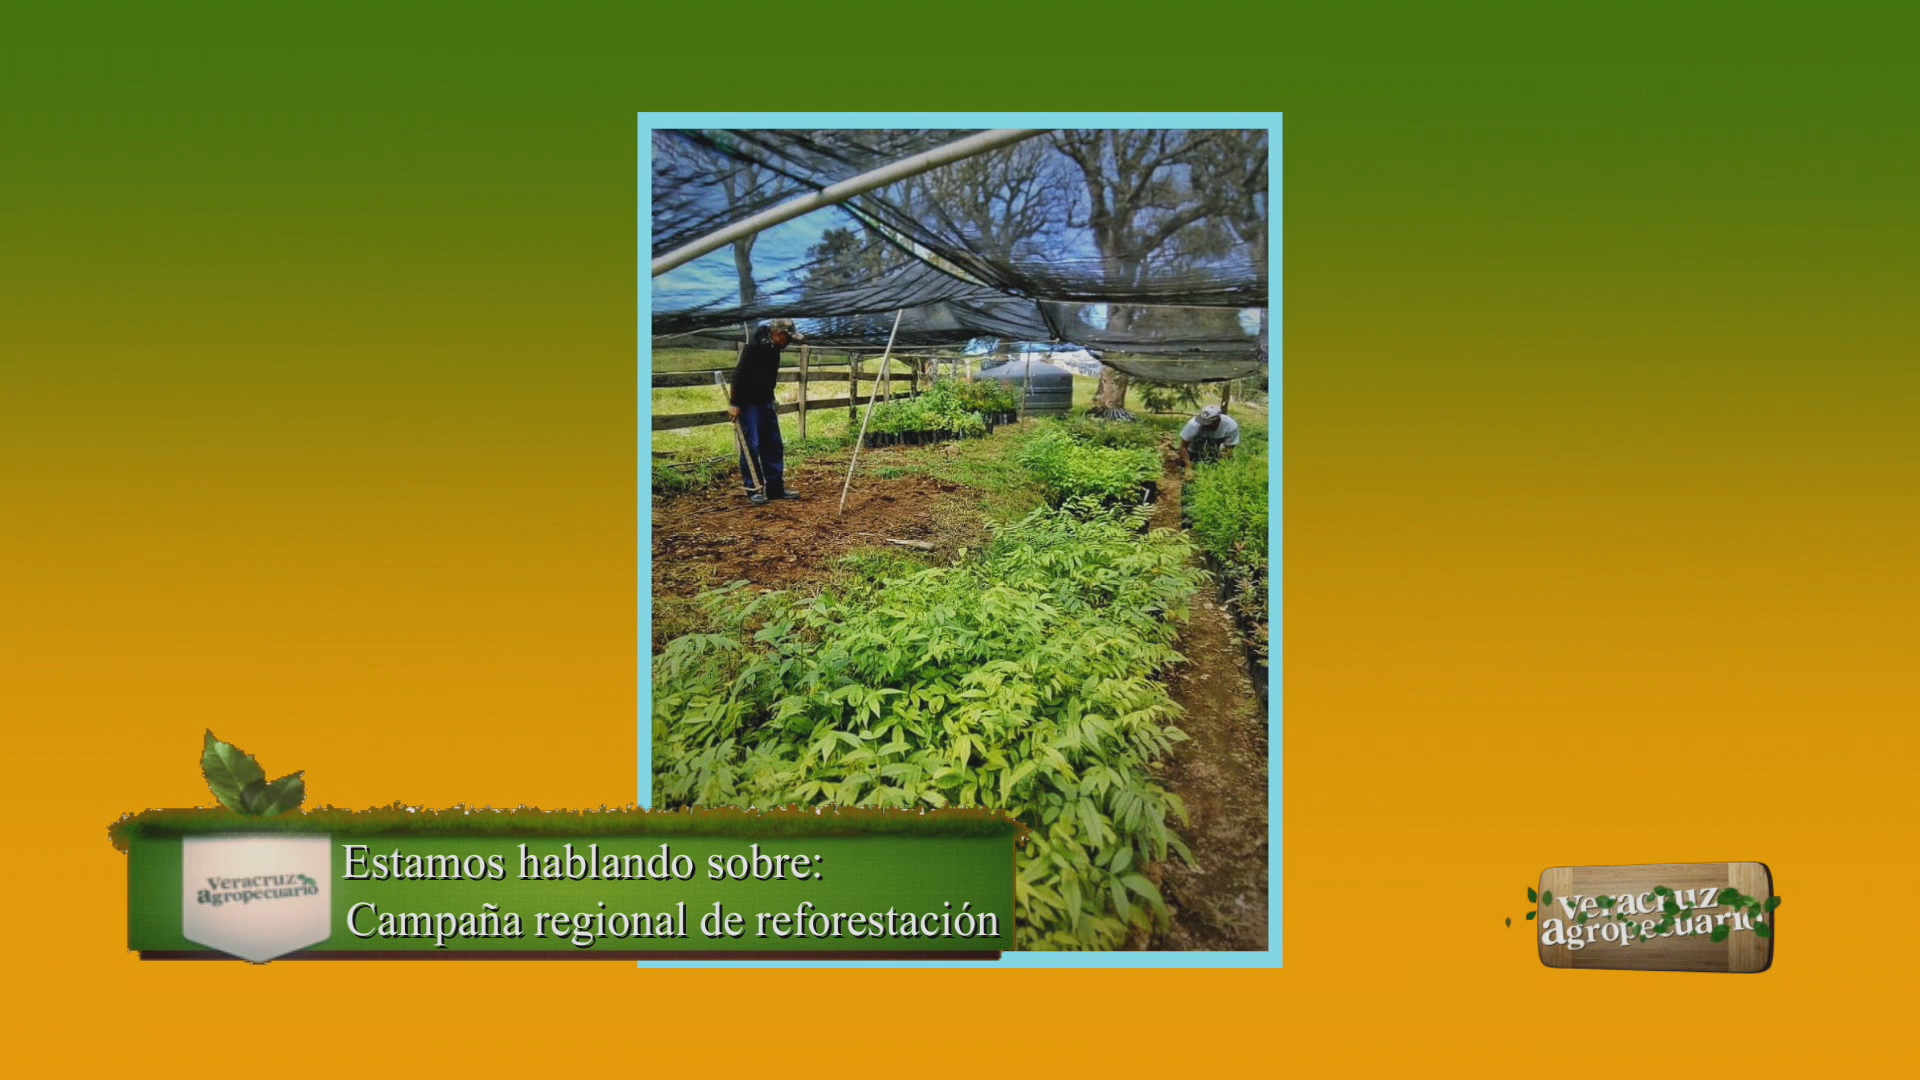 Estamos hablando sobre:
Campaña regional de reforestación
Veracruz
agropecuario
Veracruz
agropecuario